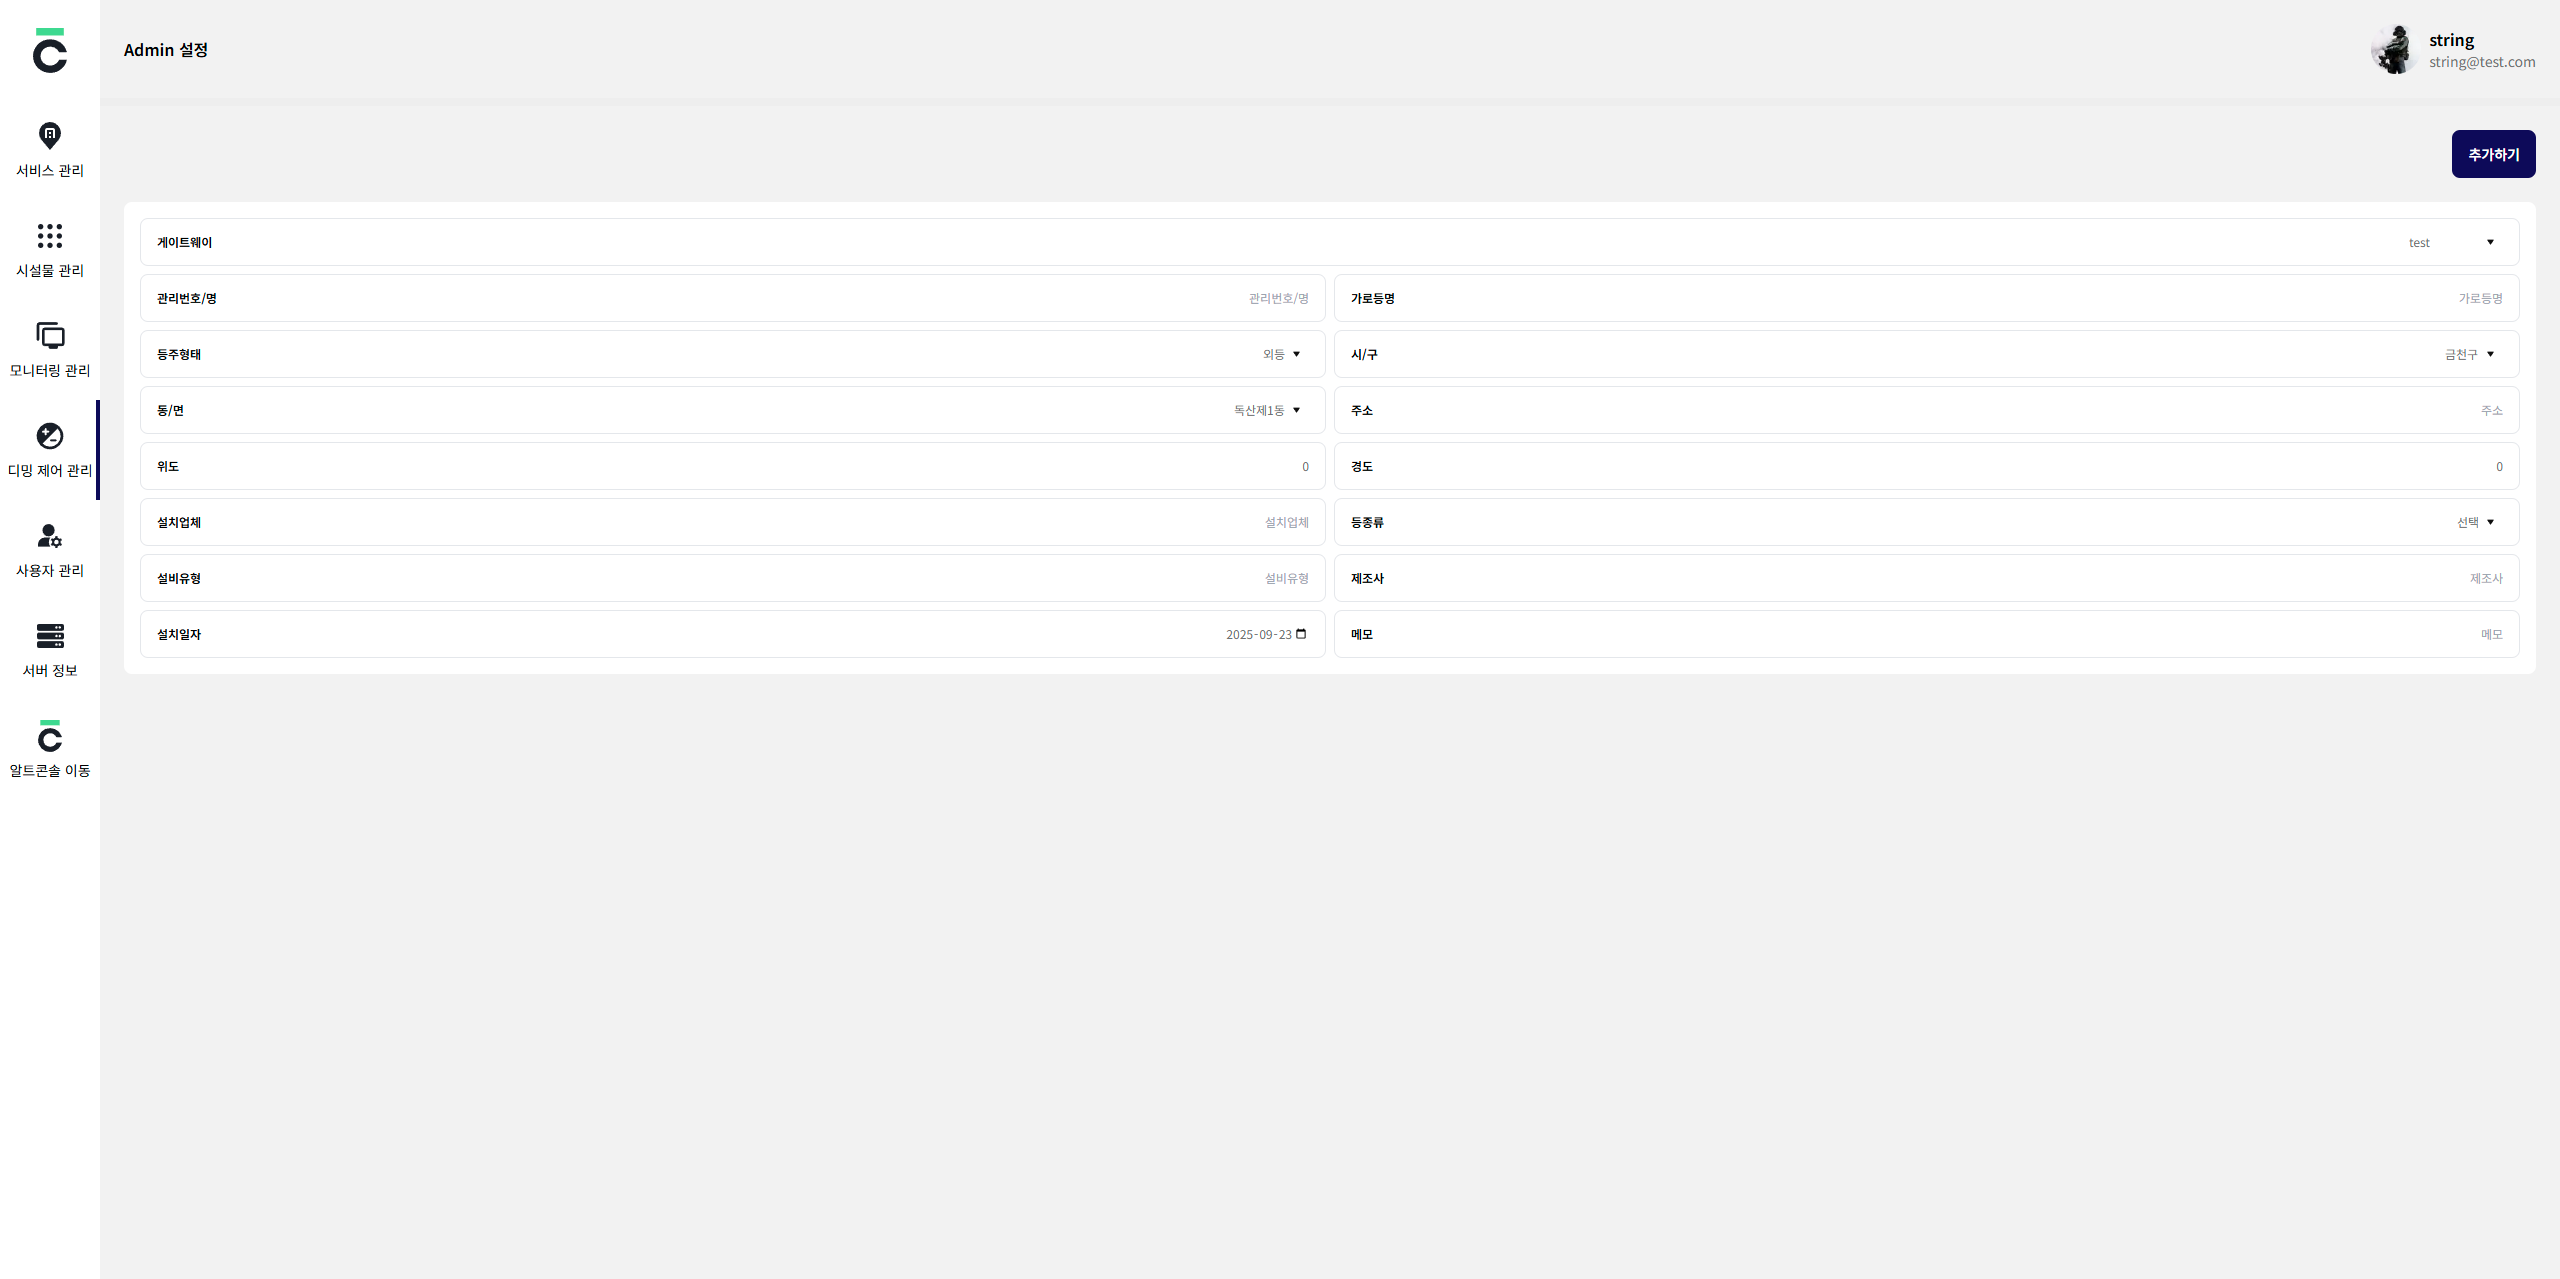 Admin 설정
string
string@test.com
서비스 관리
시설물 관리
모니터링 관리
디밍 제어 관리
사용자 관리
서버 정보
알트콘솔 이동
추가하기
게이트웨이 test
관리번호/명 관리번호/명
가로등명 가로등명
등주형태 외등
시/구 금천구
동/면 독산제1동
주소 주소
위도 0
경도 0
설치업체 설치업체
등종류 선택
설비유형 설비유형
제조사 제조사
설치일자 2025-09-23
메모 메모